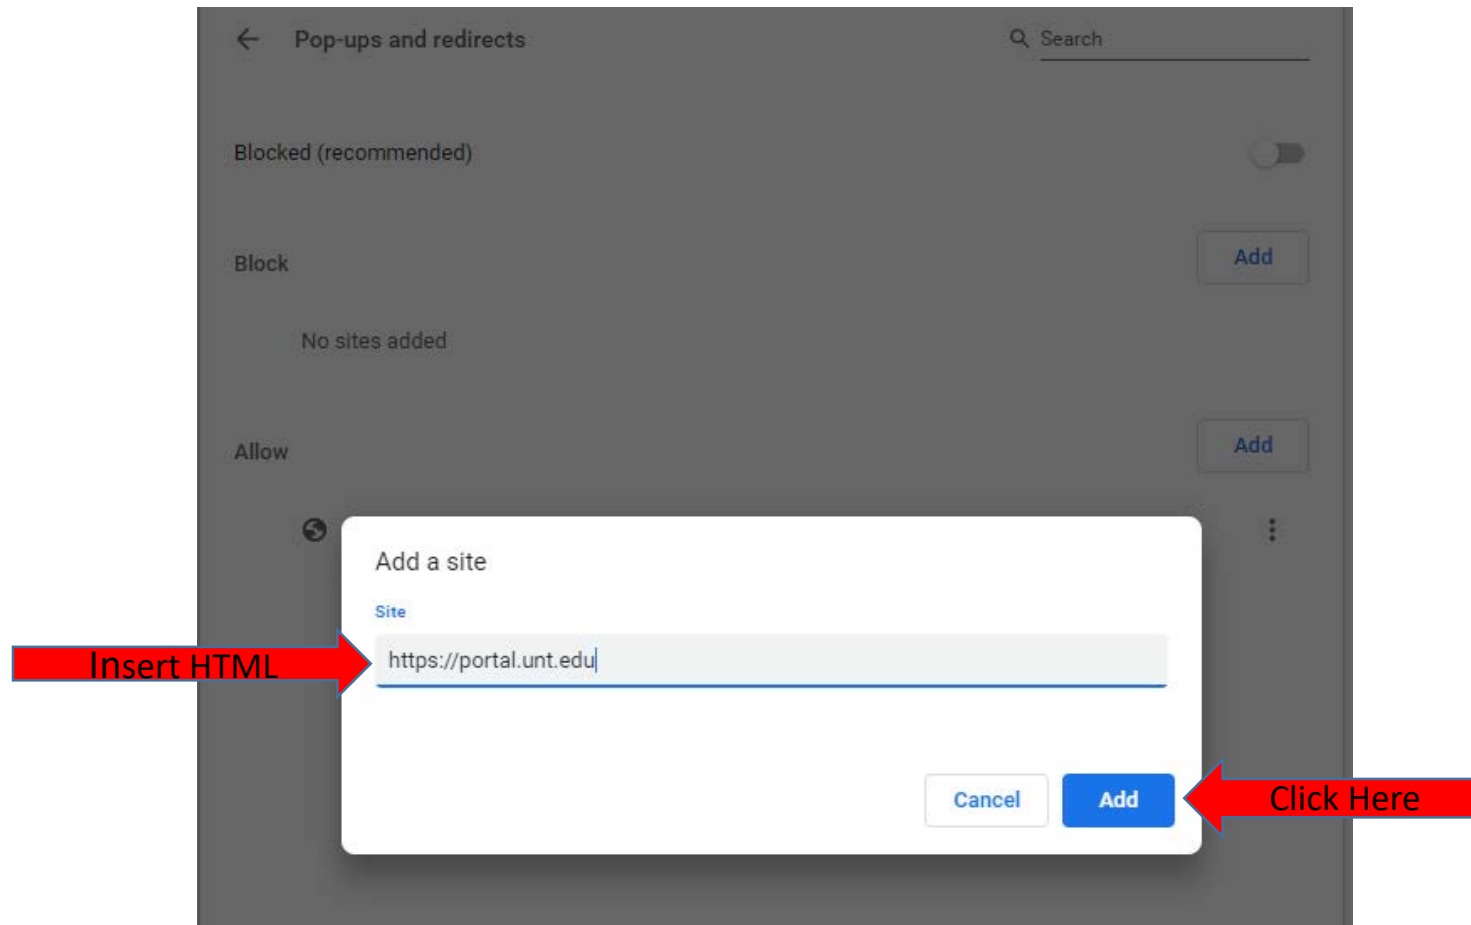 Pop-ups and redirects
Search
Blocked (recommended)
Block
Add
No sites added
Allow
Add
Add a site
Site
Insert HTML
https://portal.unt.edu
Cancel
Add
Click Here